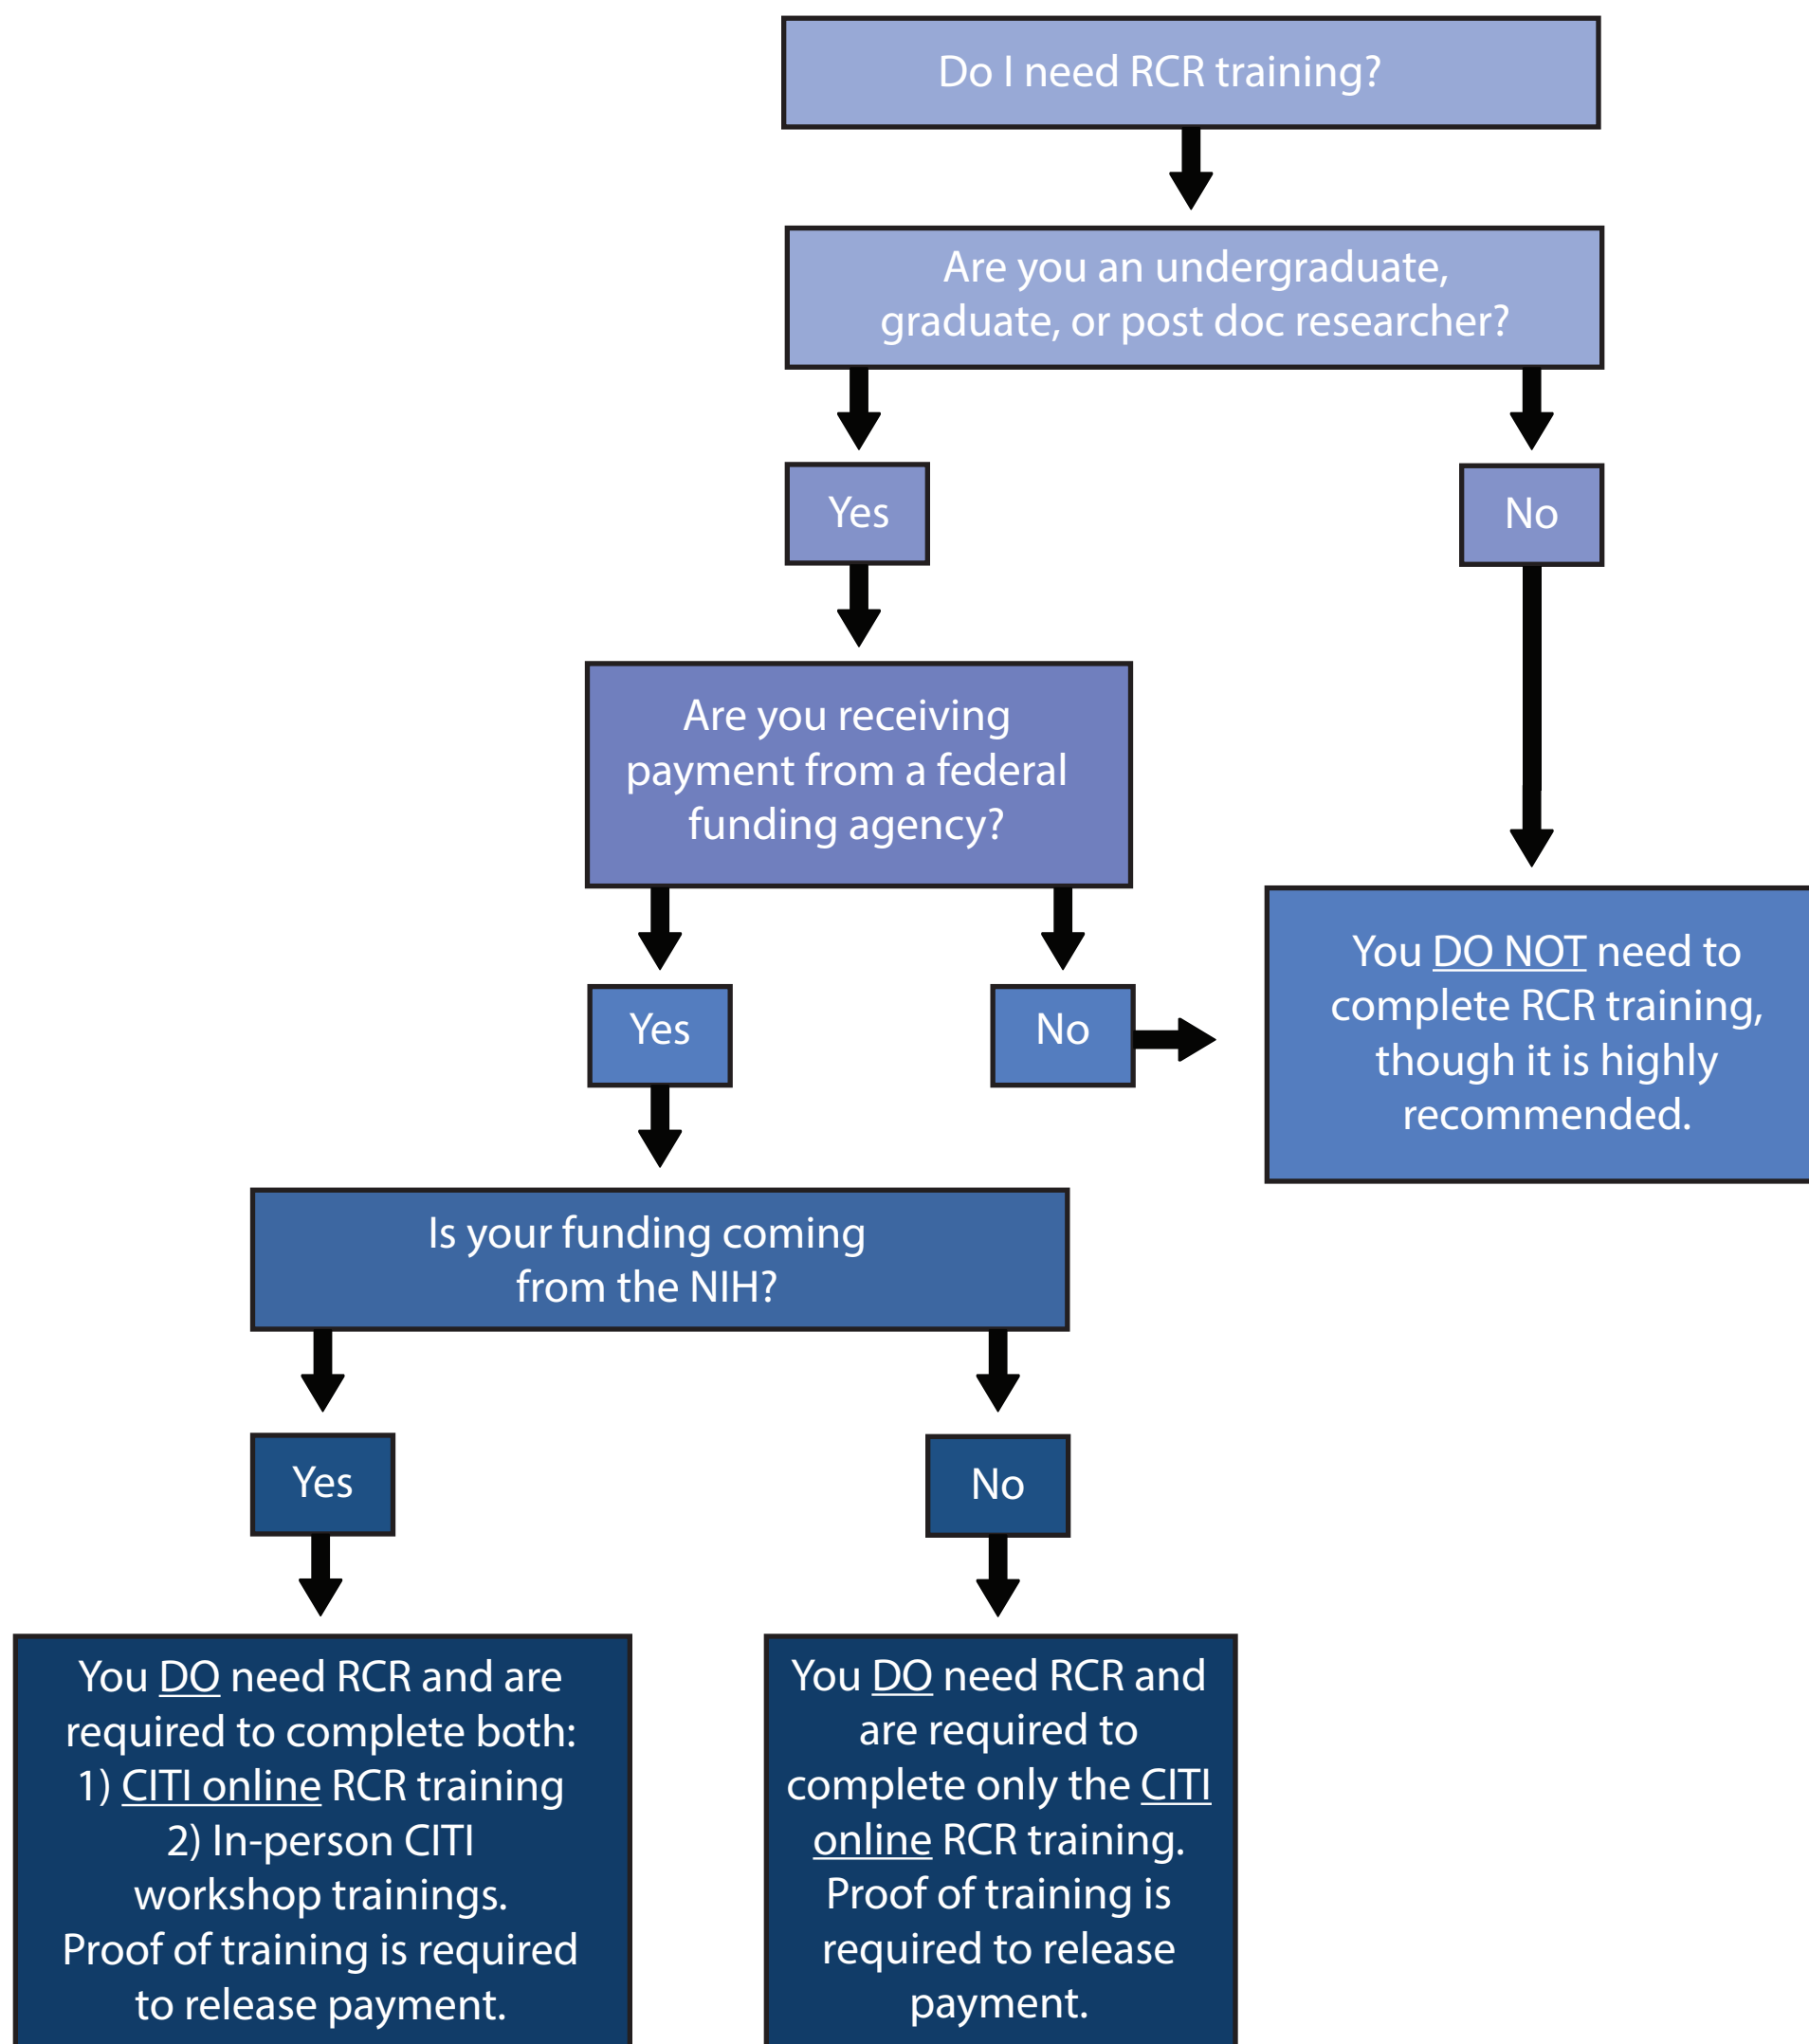 Do I need RCR training?
Are you an undergraduate,
graduate, or post doc researcher?
Yes
No
Are you receiving
payment from a federal
funding agency?
Yes
No
You DO NOT need to
complete RCR training,
though it is highly
recommended.
Is your funding coming
from the NIH?
Yes
No
You DO need RCR and are
required to complete both:
1) CITI online RCR training
2) In-person CITI
workshop trainings.
Proof of training is required
to release payment.
You DO need RCR and
are required to
complete only the CITI
online RCR training.
Proof of training is
required to release
payment.